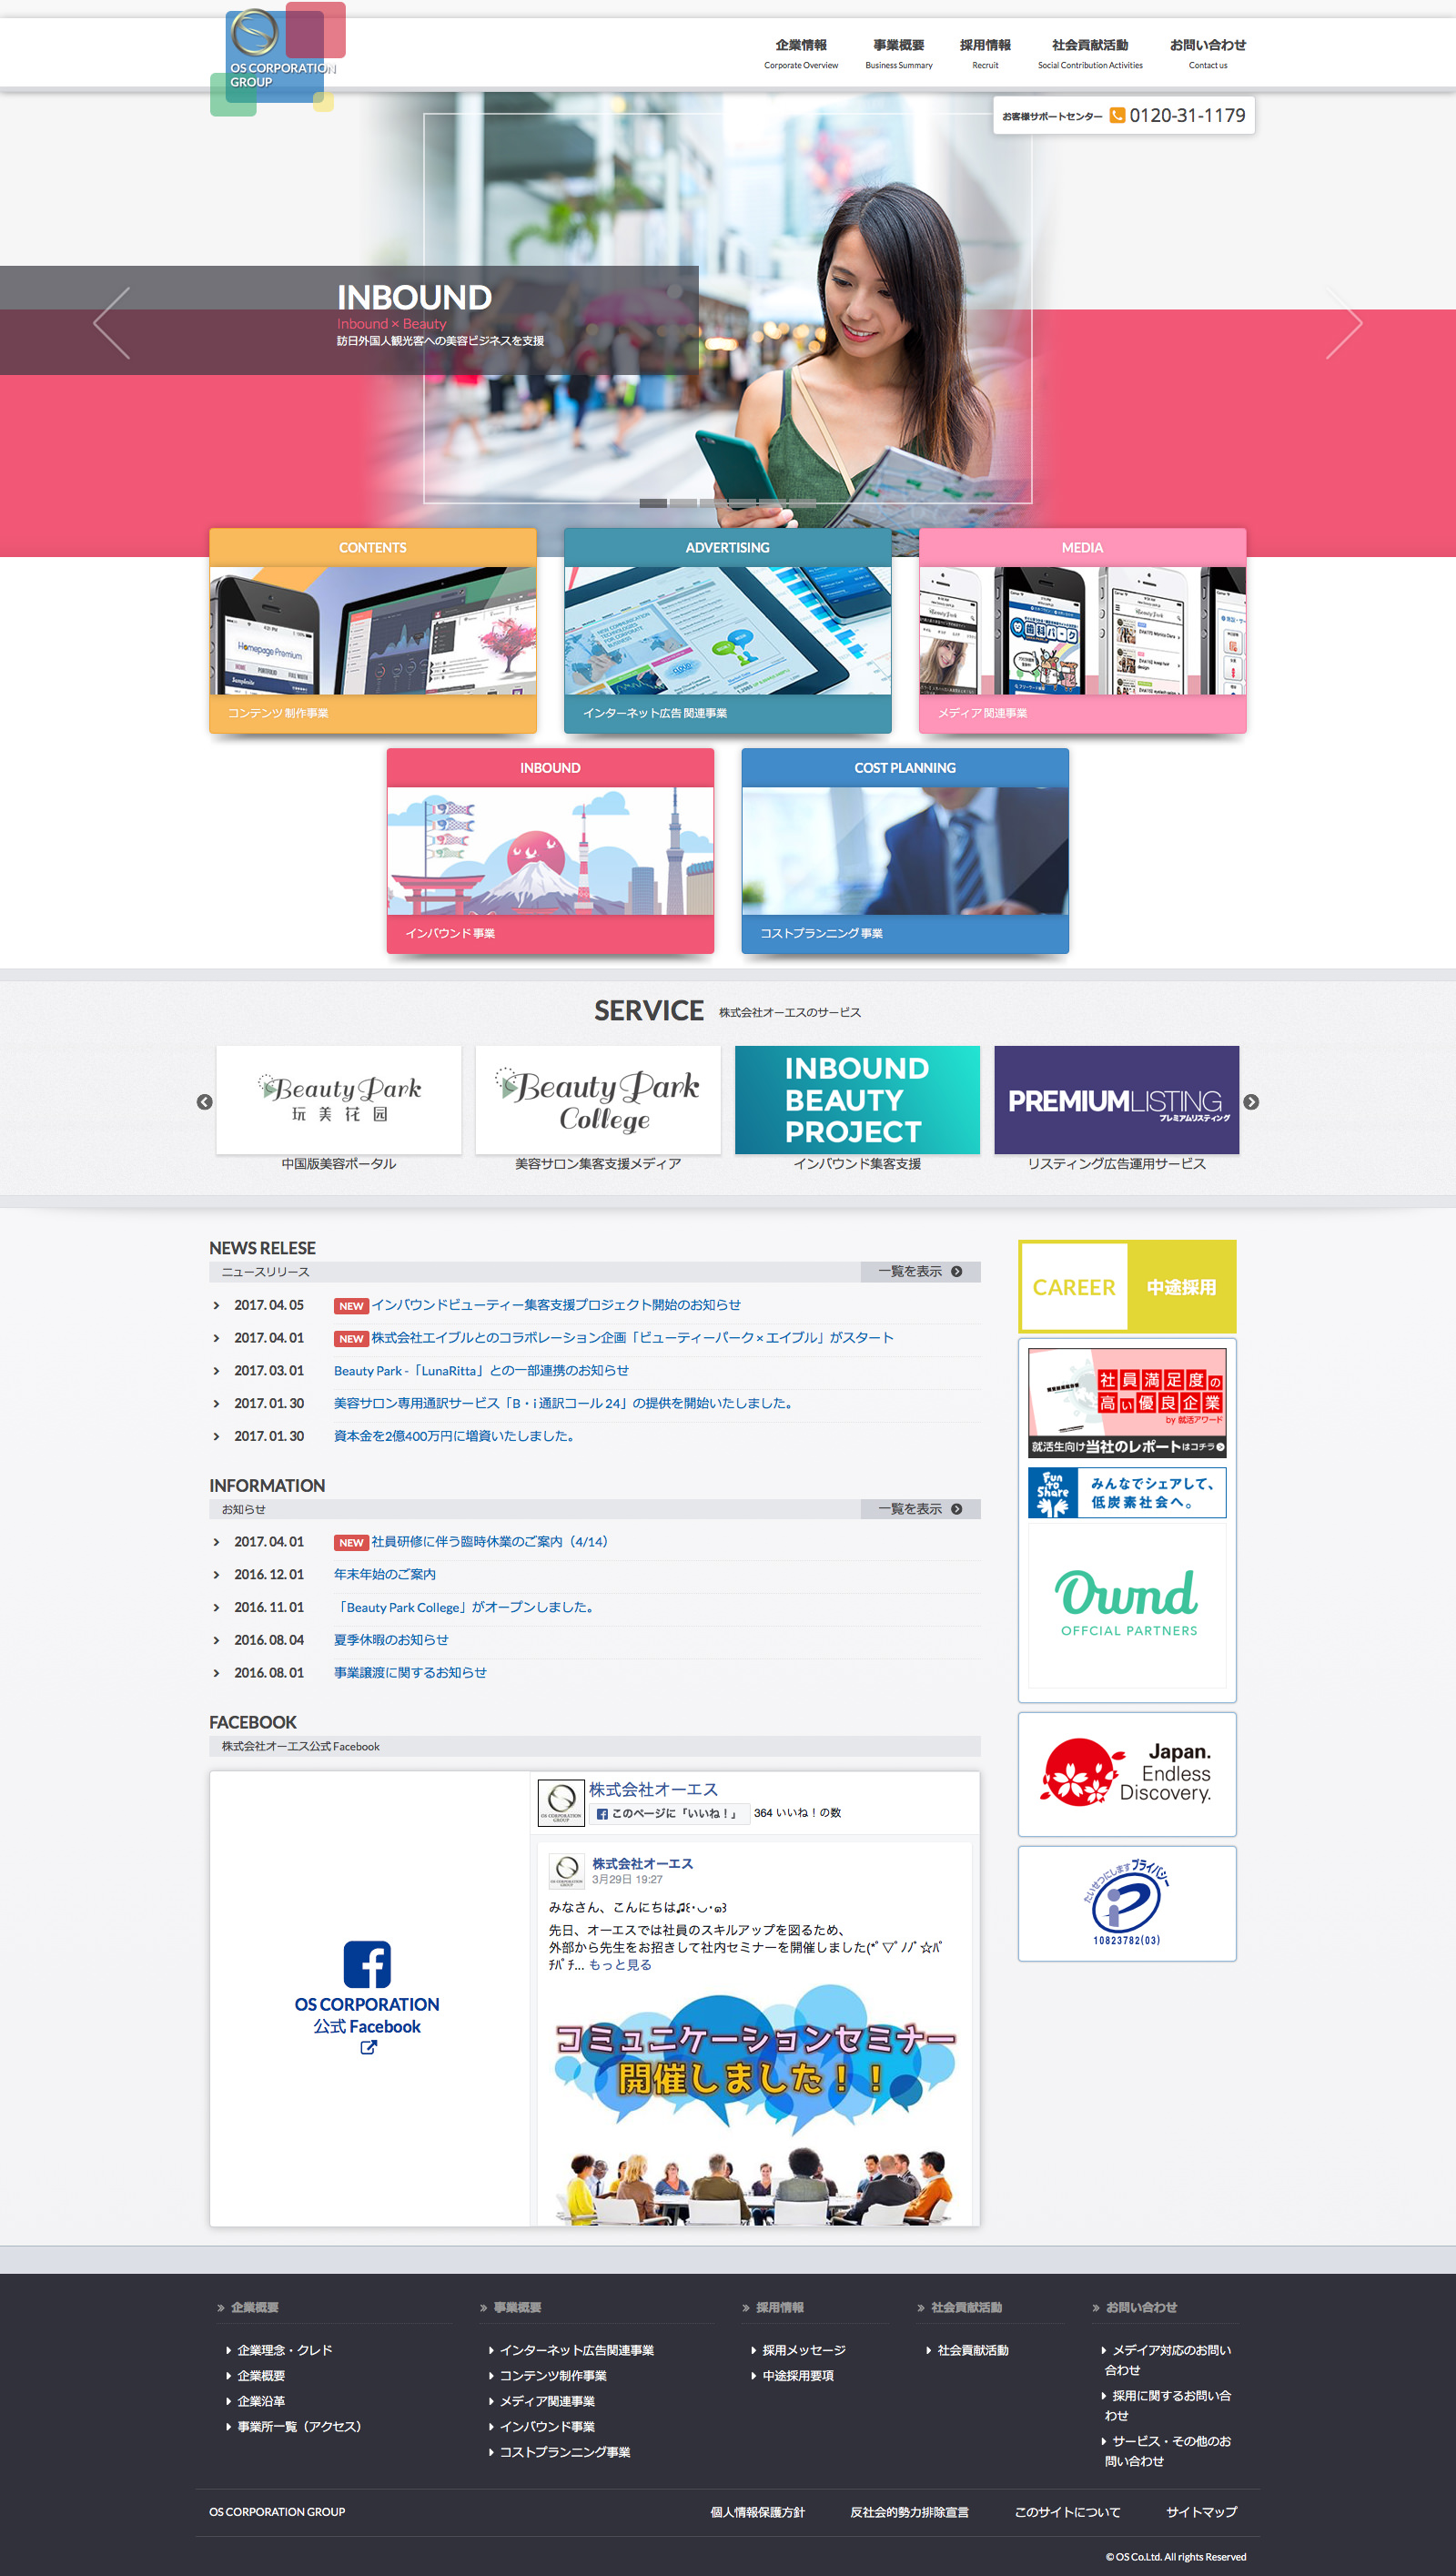 OS CORPORATION
GROUP
企業情報
Corporate Overview
事業概要
Business Summary
採用情報
Recruit
社会貢献活動
Social Contribution Activities
お問い合わせ
Contact us
お客様サポートセンター 0120-31-1179
INBOUND
Inbound × Beauty
訪日外国人観光客への美容ビジネスを支援
CONTENTS
Homepage Premium
コンテンツ制作事業
ADVERTISING
インターネット広告関連事業
MEDIA
歯科パーク
メディア関連事業
INBOUND
インバウンド事業
COST PLANNING
コストプランニング事業
SERVICE 株式会社オーエスのサービス
Beauty Park
玩美花园
中国版美容ポータル
Beauty Park
College
美容サロン集客支援メディア
INBOUND
BEAUTY
PROJECT
インバウンド集客支援
PREMIUMLISTING
プレミアムリスティング
リスティング広告運用サービス
NEWS RELESE
ニュースリリース 一覧を表示
2017. 04. 05 NEW インバウンドビューティー集客支援プロジェクト開始のお知らせ
2017. 04. 01 NEW 株式会社エイブルとのコラボレーション企画「ビューティーパーク × エイブル」がスタート
2017. 03. 01 Beauty Park -「LunaRitta」との一部連携のお知らせ
2017. 01. 30 美容サロン専用通訳サービス「B・i 通訳コール 24」の提供を開始いたしました。
2017. 01. 30 資本金を2億400万円に増資いたしました。
INFORMATION
お知らせ 一覧を表示
2017. 04. 01 NEW 社員研修に伴う臨時休業のご案内（4/14）
2016. 12. 01 年末年始のご案内
2016. 11. 01 「Beauty Park College」がオープンしました。
2016. 08. 04 夏季休暇のお知らせ
2016. 08. 01 事業譲渡に関するお知らせ
FACEBOOK
株式会社オーエス公式 Facebook
OS CORPORATION
公式 Facebook
株式会社オーエス
このページに「いいね！」 364 いいね！の数
株式会社オーエス
3月29日 19:27
みなさん、こんにちは♫꒰･◡･๑꒱
先日、オーエスでは社員のスキルアップを図るため、
外部から先生をお招きして社内セミナーを開催しました(*ﾟ▽ﾟﾉﾉﾞ☆ﾊﾟ
ﾁﾊﾟﾁ... もっと見る
コミュニケーションセミナー
開催しました！！
CAREER 中途採用
社員満足度の
高い優良企業
by 就活アワード
就活生向け当社のレポートはコチラ
Fun to Share
みんなでシェアして、
低炭素社会へ。
Ownd
OFFCIAL PARTNERS
Japan.
Endless
Discovery.
たいせつにします プライバシー
10823782(03)
企業概要
企業理念・クレド
企業概要
企業沿革
事業所一覧（アクセス）
事業概要
インターネット広告関連事業
コンテンツ制作事業
メディア関連事業
インバウンド事業
コストプランニング事業
採用情報
採用メッセージ
中途採用要項
社会貢献活動
社会貢献活動
お問い合わせ
メデイア対応のお問い
合わせ
採用に関するお問い合
わせ
サービス・その他のお
問い合わせ
OS CORPORATION GROUP
個人情報保護方針
反社会的勢力排除宣言
このサイトについて
サイトマップ
© OS Co.Ltd. All rights Reserved